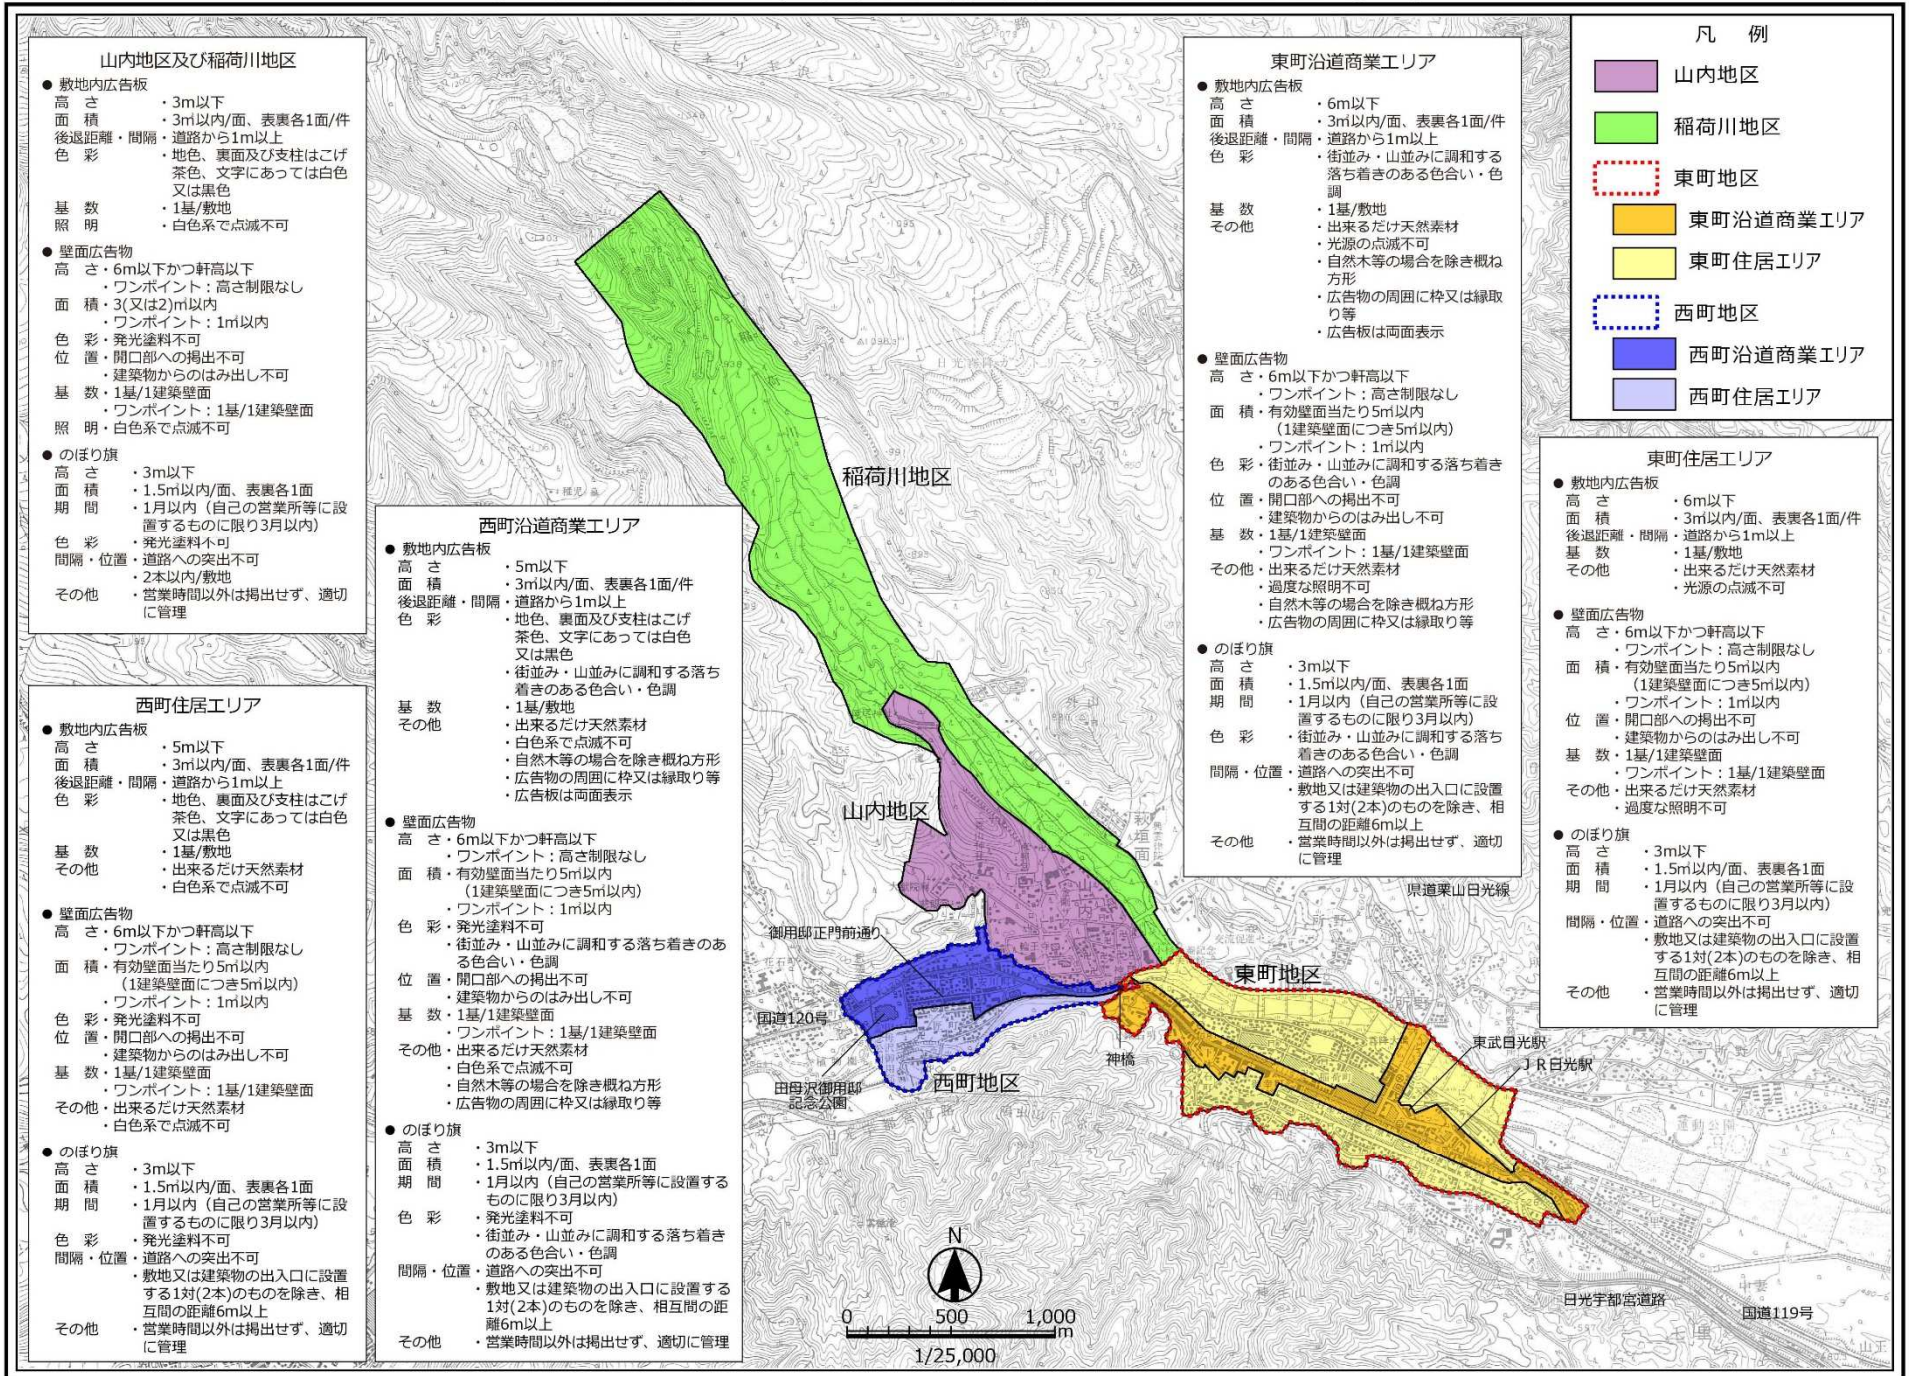 山内地区及び稲荷川地区
● 敷地内広告板
高 さ ・3m以下
面 積 ・3㎡以内/面、表裏各1面/件
後退距離・間隔・道路から1m以上
色 彩 ・地色、裏面及び支柱はこげ
茶色、文字にあっては白色
又は黒色
基 数 ・1基/敷地
照 明 ・白色系で点滅不可
● 壁面広告物
高 さ・6m以下かつ軒高以下
・ワンポイント：高さ制限なし
面 積・3(又は2)㎡以内
・ワンポイント：1㎡以内
色 彩・発光塗料不可
位 置・開口部への掲出不可
・建築物からのはみ出し不可
基 数・1基/1建築壁面
・ワンポイント：1基/1建築壁面
照 明・白色系で点滅不可
● のぼり旗
高 さ ・3m以下
面 積 ・1.5㎡以内/面、表裏各1面
期 間 ・1月以内（自己の営業所等に設
置するものに限り3月以内）
色 彩 ・発光塗料不可
間隔・位置・道路への突出不可
・2本以内/敷地
その他 ・営業時間以外は掲出せず、適切
に管理
西町住居エリア
● 敷地内広告板
高 さ ・5m以下
面 積 ・3㎡以内/面、表裏各1面/件
後退距離・間隔・道路から1m以上
色 彩 ・地色、裏面及び支柱はこげ
茶色、文字にあっては白色
又は黒色
基 数 ・1基/敷地
その他 ・出来るだけ天然素材
・白色系で点滅不可
● 壁面広告物
高 さ・6m以下かつ軒高以下
・ワンポイント：高さ制限なし
面 積・有効壁面当たり5㎡以内
（1建築壁面につき5㎡以内）
・ワンポイント：1㎡以内
色 彩・発光塗料不可
位 置・開口部への掲出不可
・建築物からのはみ出し不可
基 数・1基/1建築壁面
・ワンポイント：1基/1建築壁面
その他・出来るだけ天然素材
・白色系で点滅不可
● のぼり旗
高 さ ・3m以下
面 積 ・1.5㎡以内/面、表裏各1面
期 間 ・1月以内（自己の営業所等に設
置するものに限り3月以内）
色 彩 ・発光塗料不可
間隔・位置・道路への突出不可
・敷地又は建築物の出入口に設置
する1対(2本)のものを除き、相
互間の距離6m以上
その他 ・営業時間以外は掲出せず、適切
に管理
西町沿道商業エリア
● 敷地内広告板
高 さ ・5m以下
面 積 ・3㎡以内/面、表裏各1面/件
後退距離・間隔・道路から1m以上
色 彩 ・地色、裏面及び支柱はこげ
茶色、文字にあっては白色
又は黒色
・街並み・山並みに調和する落ち
着きのある色合い・色調
基 数 ・1基/敷地
その他 ・出来るだけ天然素材
・白色系で点滅不可
・自然木等の場合を除き概ね方形
・広告物の周囲に枠又は縁取り等
・広告板は両面表示
● 壁面広告物
高 さ・6m以下かつ軒高以下
・ワンポイント：高さ制限なし
面 積・有効壁面当たり5㎡以内
（1建築壁面につき5㎡以内）
・ワンポイント：1㎡以内
色 彩・発光塗料不可
・街並み・山並みに調和する落ち着きのあ
る色合い・色調
位 置・開口部への掲出不可
・建築物からのはみ出し不可
基 数・1基/1建築壁面
・ワンポイント：1基/1建築壁面
その他・出来るだけ天然素材
・白色系で点滅不可
・自然木等の場合を除き概ね方形
・広告物の周囲に枠又は縁取り等
● のぼり旗
高 さ ・3m以下
面 積 ・1.5㎡以内/面、表裏各1面
期 間 ・1月以内（自己の営業所等に設置する
ものに限り3月以内）
色 彩 ・発光塗料不可
・街並み・山並みに調和する落ち着き
のある色合い・色調
間隔・位置・道路への突出不可
・敷地又は建築物の出入口に設置する
1対(2本)のものを除き、相互間の距
離6m以上
その他 ・営業時間以外は掲出せず、適切に管理
東町沿道商業エリア
● 敷地内広告板
高 さ ・6m以下
面 積 ・3㎡以内/面、表裏各1面/件
後退距離・間隔・道路から1m以上
色 彩 ・街並み・山並みに調和する
落ち着きのある色合い・色
調
基 数 ・1基/敷地
その他 ・出来るだけ天然素材
・光源の点滅不可
・自然木等の場合を除き概ね
方形
・広告物の周囲に枠又は縁取
り等
・広告板は両面表示
● 壁面広告物
高 さ・6m以下かつ軒高以下
・ワンポイント：高さ制限なし
面 積・有効壁面当たり5㎡以内
（1建築壁面につき5㎡以内）
・ワンポイント：1㎡以内
色 彩・街並み・山並みに調和する落ち着き
のある色合い・色調
位 置・開口部への掲出不可
・建築物からのはみ出し不可
基 数・1基/1建築壁面
・ワンポイント：1基/1建築壁面
その他・出来るだけ天然素材
・過度な照明不可
・自然木等の場合を除き概ね方形
・広告物の周囲に枠又は縁取り等
● のぼり旗
高 さ ・3m以下
面 積 ・1.5㎡以内/面、表裏各1面
期 間 ・1月以内（自己の営業所等に設
置するものに限り3月以内）
色 彩 ・街並み・山並みに調和する落ち
着きのある色合い・色調
間隔・位置・道路への突出不可
・敷地又は建築物の出入口に設置
する1対(2本)のものを除き、相
互間の距離6m以上
その他 ・営業時間以外は掲出せず、適切
に管理
凡 例
山内地区
稲荷川地区
東町地区
東町沿道商業エリア
東町住居エリア
西町地区
西町沿道商業エリア
西町住居エリア
東町住居エリア
● 敷地内広告板
高 さ ・6m以下
面 積 ・3㎡以内/面、表裏各1面/件
後退距離・間隔・道路から1m以上
基 数 ・1基/敷地
その他 ・出来るだけ天然素材
・光源の点滅不可
● 壁面広告物
高 さ・6m以下かつ軒高以下
・ワンポイント：高さ制限なし
面 積・有効壁面当たり5㎡以内
（1建築壁面につき5㎡以内）
・ワンポイント：1㎡以内
位 置・開口部への掲出不可
・建築物からのはみ出し不可
基 数・1基/1建築壁面
・ワンポイント：1基/1建築壁面
その他・出来るだけ天然素材
・過度な照明不可
● のぼり旗
高 さ ・3m以下
面 積 ・1.5㎡以内/面、表裏各1面
期 間 ・1月以内（自己の営業所等に設
置するものに限り3月以内）
間隔・位置・道路への突出不可
・敷地又は建築物の出入口に設置
する1対(2本)のものを除き、相
互間の距離6m以上
その他 ・営業時間以外は掲出せず、適切
に管理
稲荷川地区
山内地区
御用邸正門前通り
国道120号
田母沢御用邸
記念公園
西町地区
神橋
東町地区
県道栗山日光線
東武日光駅
ＪＲ日光駅
日光宇都宮道路
国道119号
N
0 500 1,000
m
1/25,000